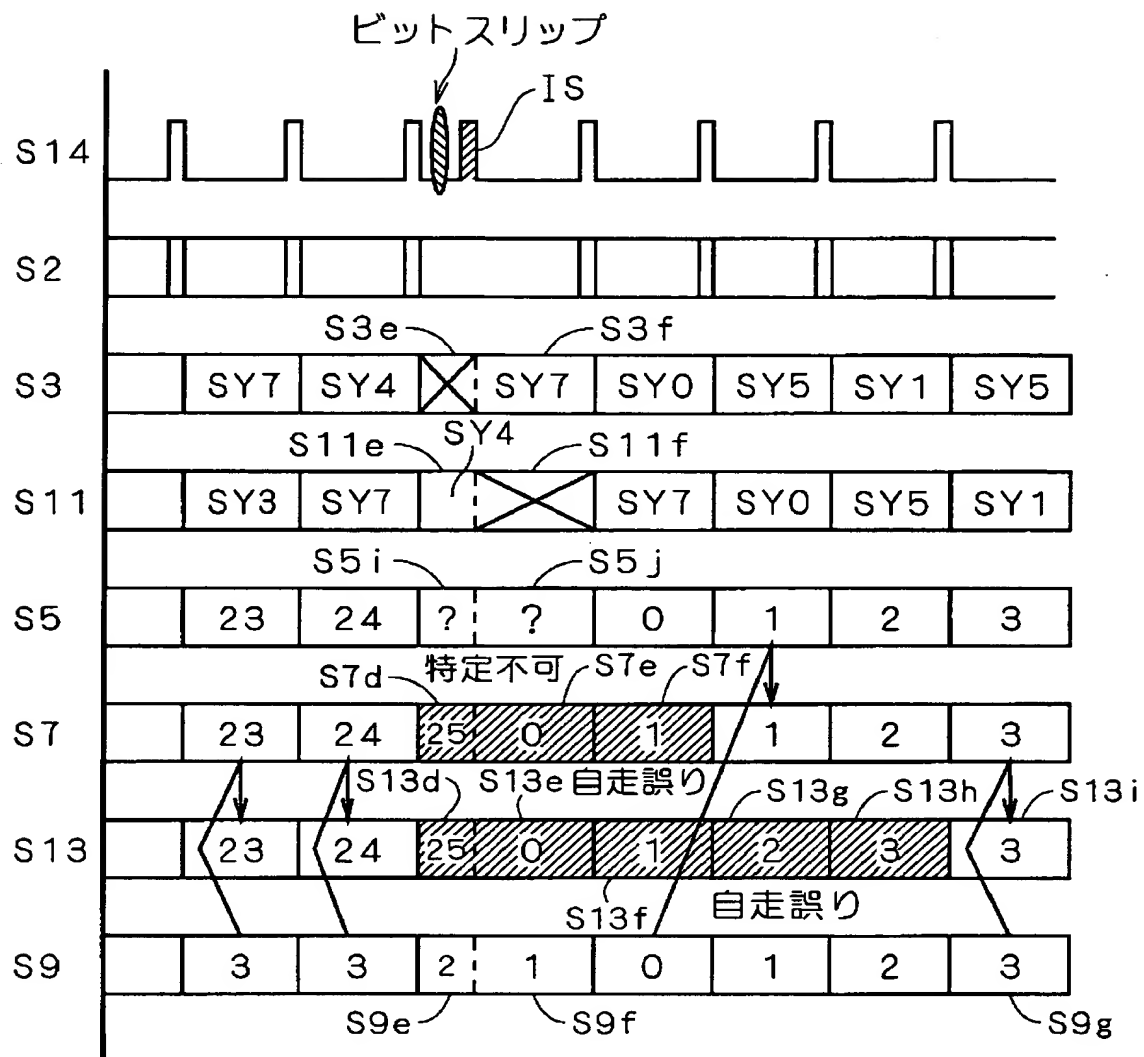 ビットスリップ
IS
S14
S2
S3e S3f
S3 SY7 SY4 SY7 SY0 SY5 SY1 SY5
S11e SY4 S11f
S11 SY3 SY7 SY7 SY0 SY5 SY1
S5i S5j
S5 23 24 ? ? 0 1 2 3
S7d 特定不可 S7e S7f
S7 23 24 25 0 1 1 2 3
S13d S13e 自走誤り S13g S13h S13i
S13 23 24 25 0 1 2 3 3
S13f 自走誤り
S9 3 3 2 1 0 1 2 3
S9e S9f S9g